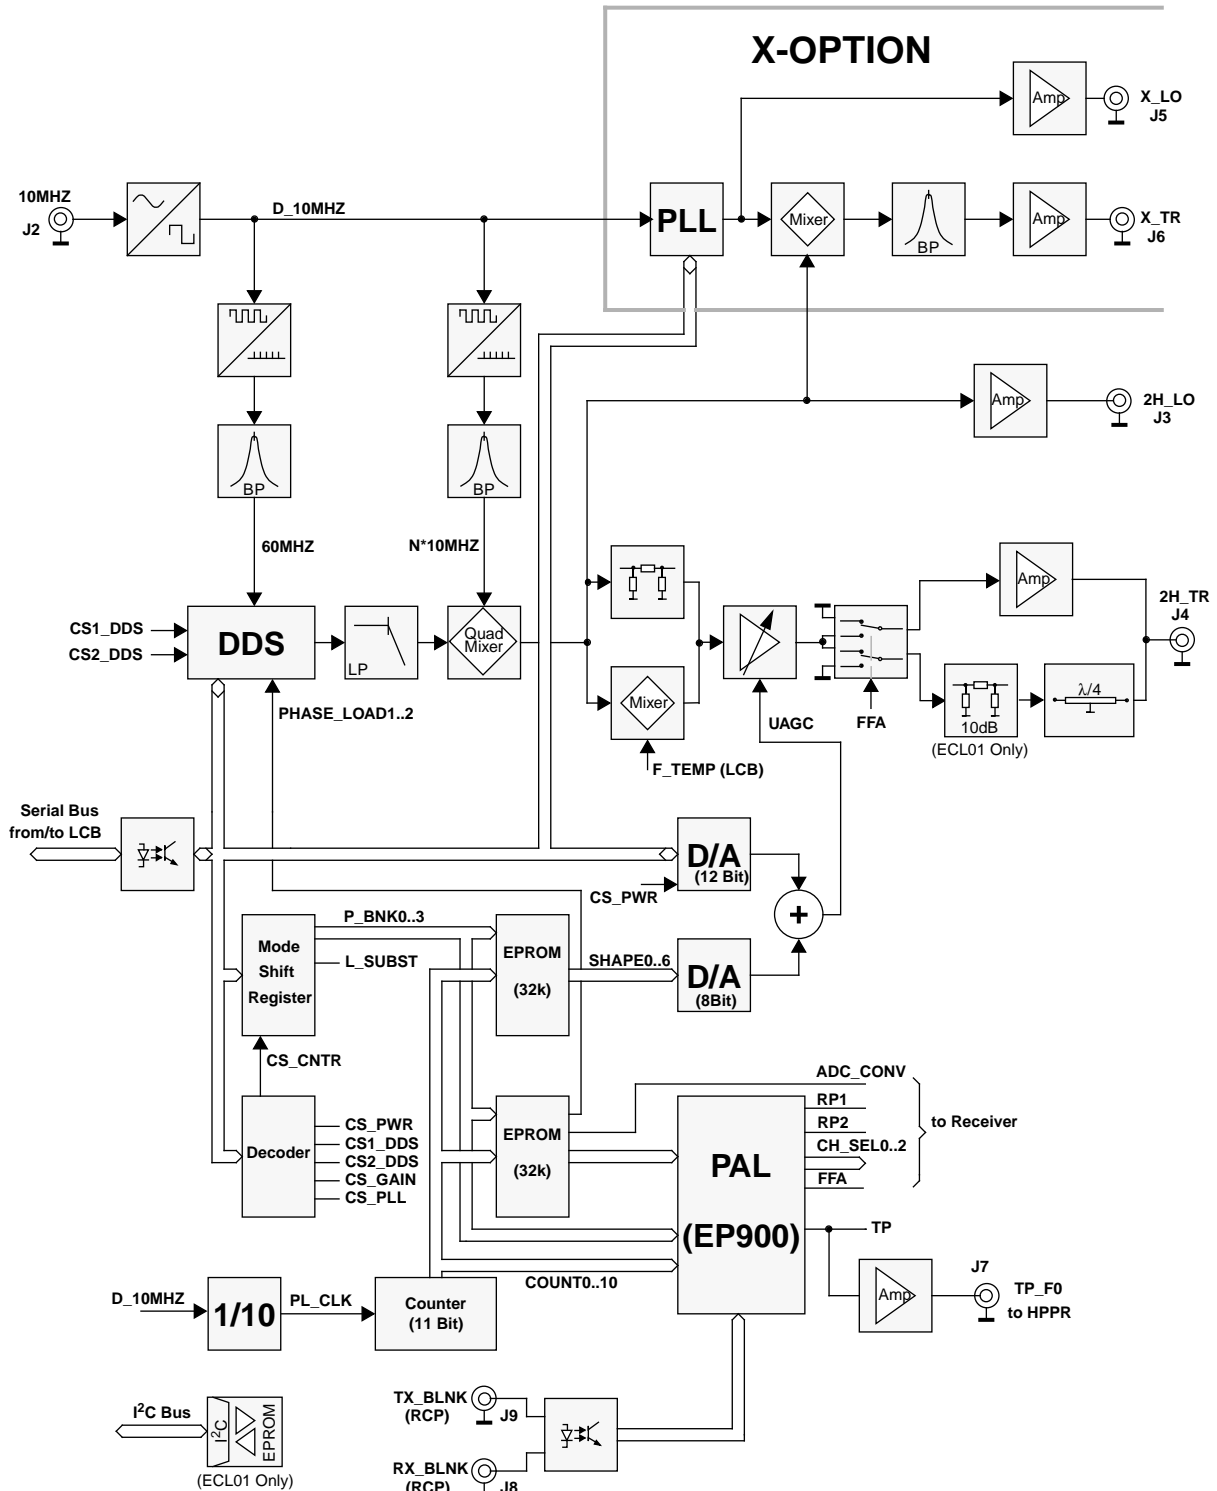 X-OPTION
Amp
X_LO
J5
10MHZ
J2
D_10MHZ
PLL
Mixer
BP
Amp
X_TR
J6
Amp
2H_LO
J3
BP
BP
60MHZ
N*10MHZ
CS1_DDS
CS2_DDS
DDS
LP
Quad
Mixer
Mixer
F_TEMP (LCB)
UAGC
FFA
Amp
2H_TR
J4
10dB
(ECL01 Only)
λ/4
PHASE_LOAD1..2
Serial Bus
from/to LCB
D/A
(12 Bit)
CS_PWR
+
Mode
Shift
Register
P_BNK0..3
L_SUBST
EPROM
(32k)
SHAPE0..6
D/A
(8Bit)
CS_CNTR
Decoder
CS_PWR
CS1_DDS
CS2_DDS
CS_GAIN
CS_PLL
EPROM
(32k)
PAL
(EP900)
ADC_CONV
RP1
RP2
CH_SEL0..2
FFA
to Receiver
TP
COUNT0..10
D_10MHZ
1/10
PL_CLK
Counter
(11 Bit)
Amp
J7
TP_F0
to HPPR
I2C Bus
I2C
EPROM
(ECL01 Only)
TX_BLNK
(RCP)
J9
RX_BLNK
(RCP)
J8